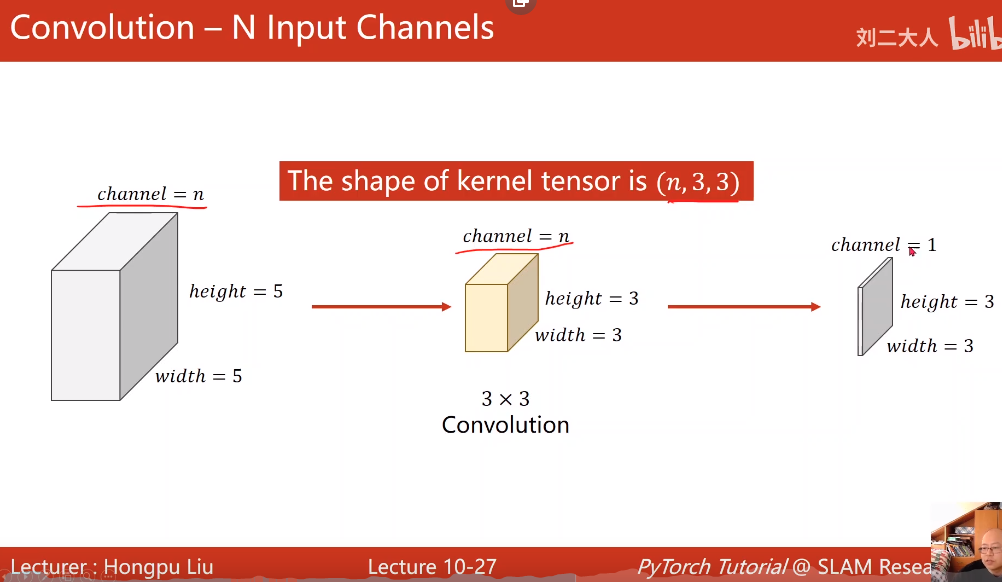 Convolution – N Input Channels
刘二大人 bilib
The shape of kernel tensor is (n, 3, 3)
channel = n
height = 5
width = 5
channel = n
height = 3
width = 3
3 × 3
Convolution
channel = 1
height = 3
width = 3
Lecturer : Hongpu Liu
Lecture 10-27
PyTorch Tutorial @ SLAM Resea